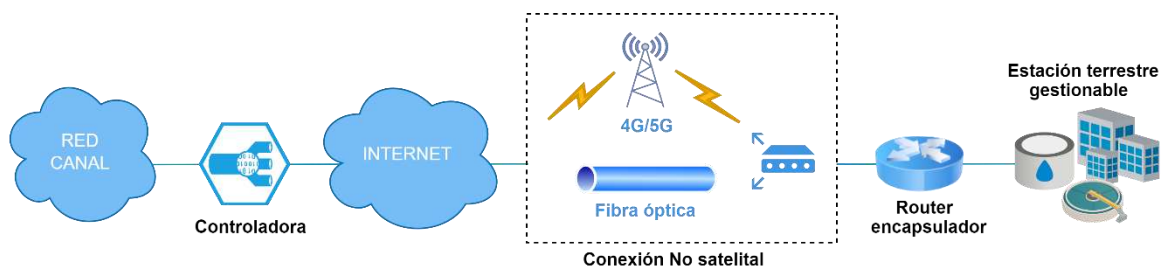 RED
CANAL
Controladora
INTERNET
4G/5G
Fibra óptica
Conexión No satelital
Router
encapsulador
Estación terrestre
gestionable